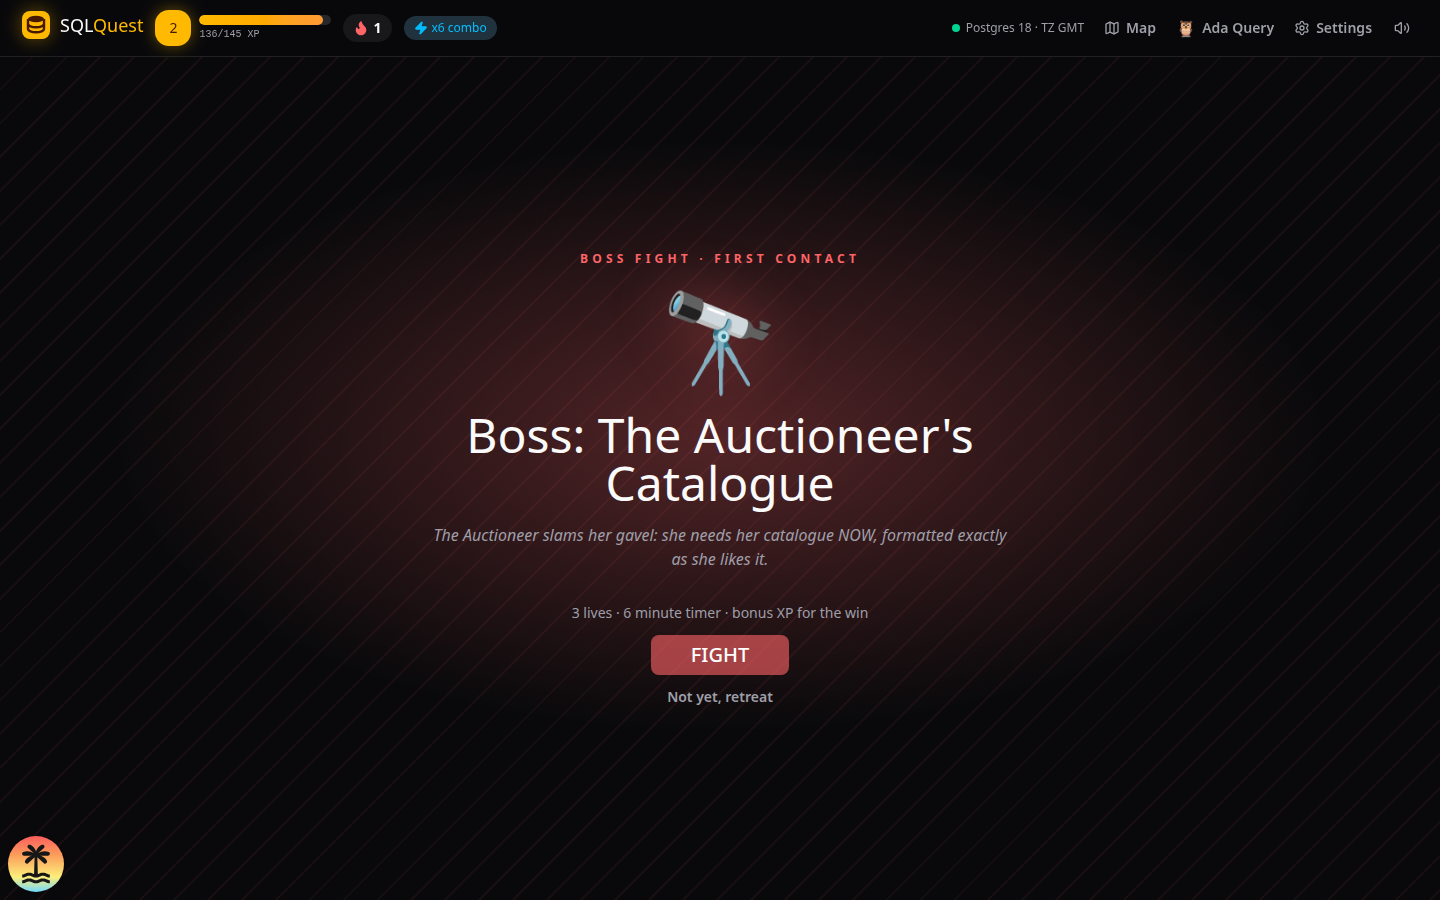 SQLQuest
2
136/145 XP
1
x6 combo
Postgres 18 · TZ GMT
Map
Ada Query
Settings
BOSS FIGHT · FIRST CONTACT
Boss: The Auctioneer's
Catalogue
The Auctioneer slams her gavel: she needs her catalogue NOW, formatted exactly
as she likes it.
3 lives · 6 minute timer · bonus XP for the win
FIGHT
Not yet, retreat